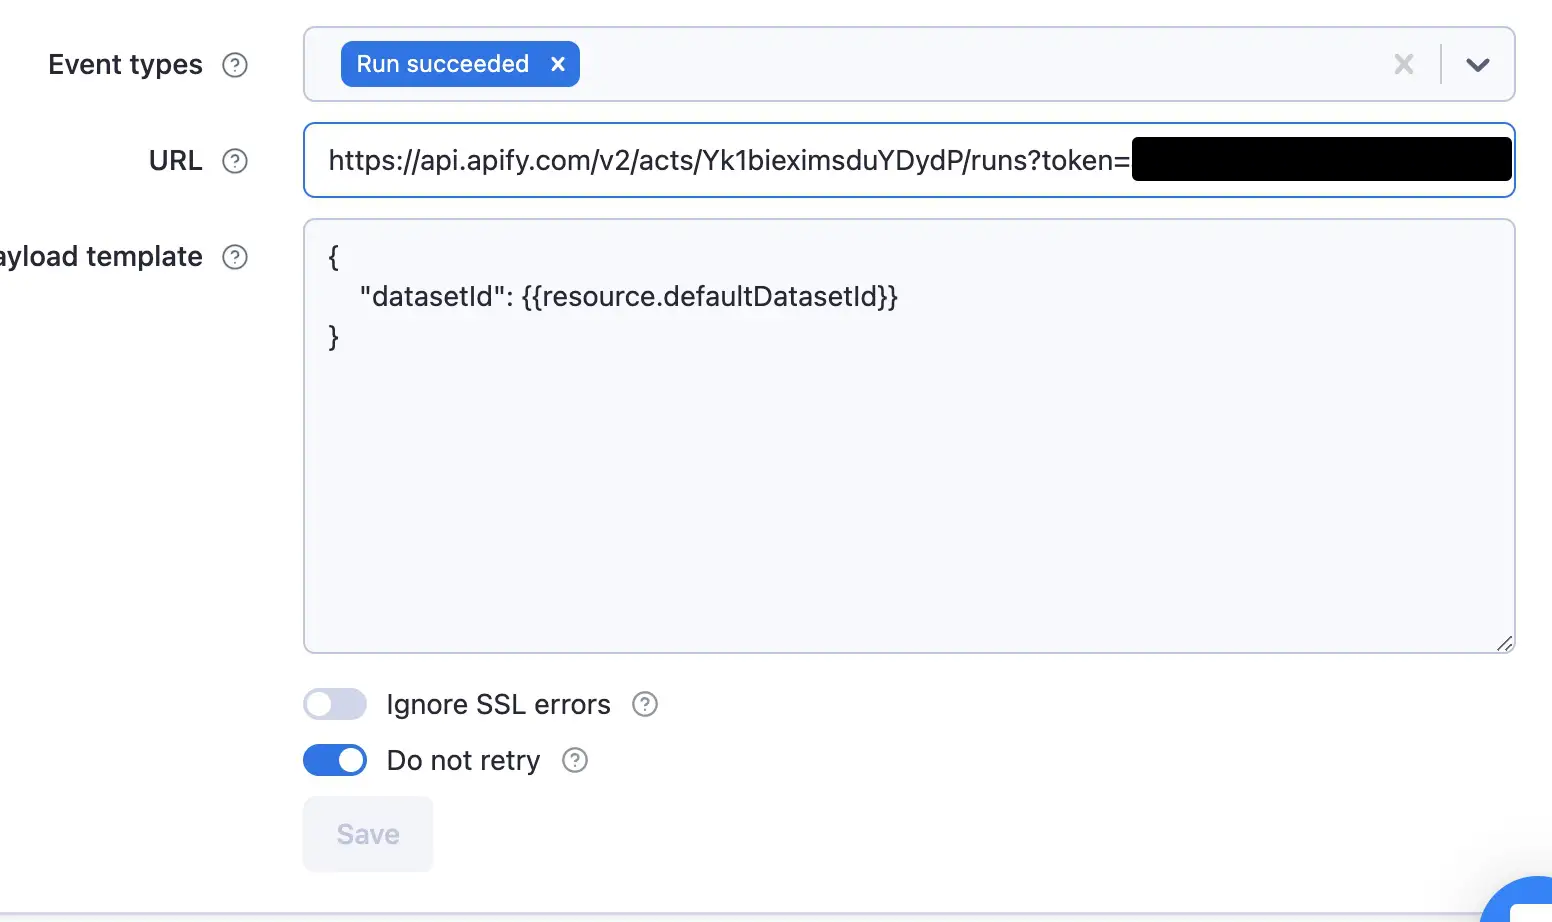 Event types ? Run succeeded ×
URL ? https://api.apify.com/v2/acts/Yk1bieximsduYDydP/runs?token=
ayload template ? {
"datasetId": {{resource.defaultDatasetId}}
}
Ignore SSL errors ?
Do not retry ?
Save